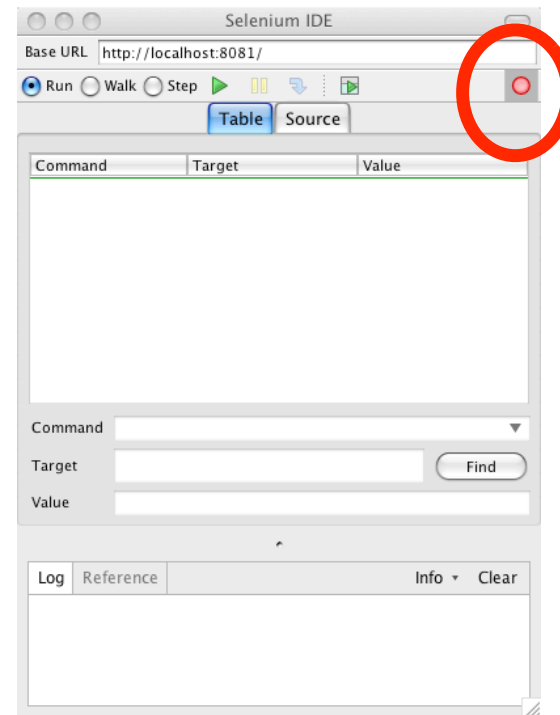 Selenium IDE
Base URL http://localhost:8081/
Run Walk Step
Table Source
Command Target Value
Command
Target Find
Value
Log Reference Info Clear